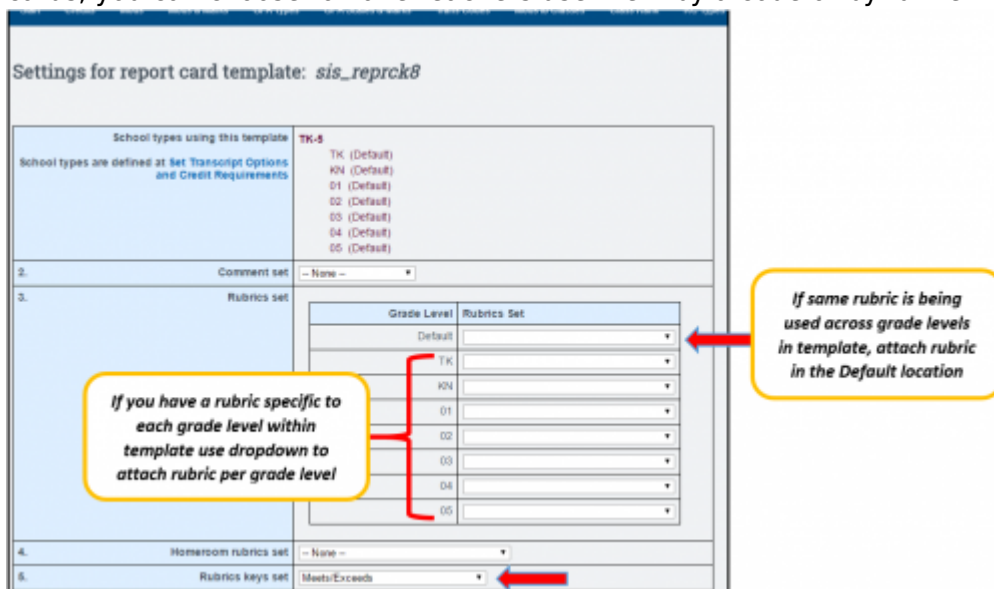 Settings for report card template: sis_reprck8
School types using this template
School types are defined at Set Transcript Options
and Credit Requirements
TK-5
TK (Default)
KN (Default)
01 (Default)
02 (Default)
03 (Default)
04 (Default)
05 (Default)
2. Comment set -- None --
3. Rubrics set
Grade Level Rubrics Set
Default
TK
KN
01
02
03
04
05
If same rubric is being
used across grade levels
in template, attach rubric
in the Default location
If you have a rubric specific to
each grade level within
template use dropdown to
attach rubric per grade level
4. Homeroom rubrics set -- None --
5. Rubrics keys set Meets/Exceeds